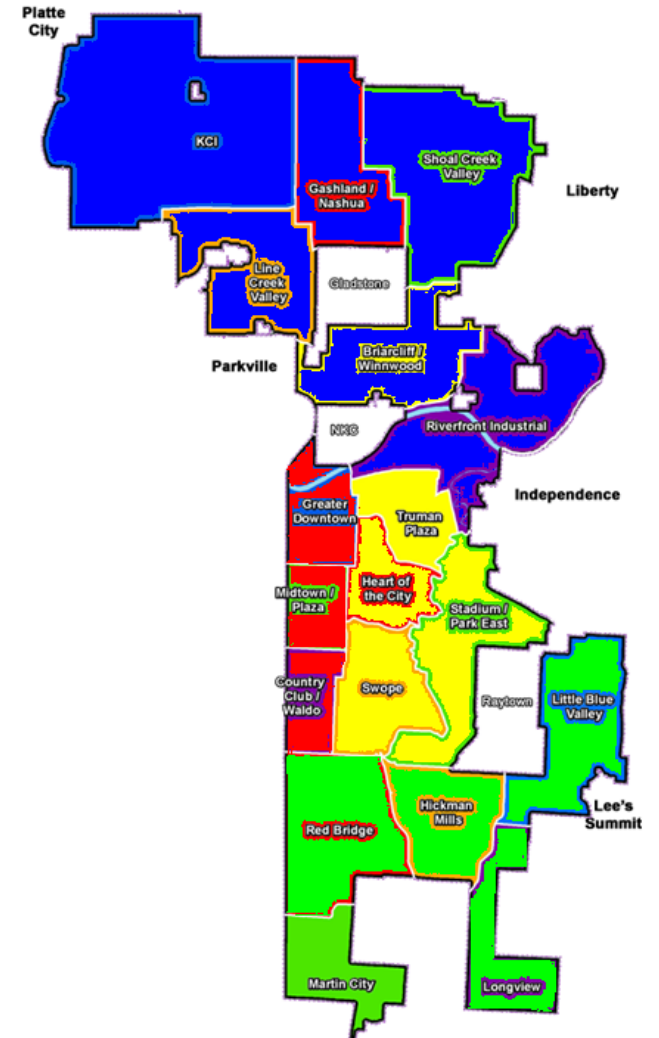 Platte
City
KCI
Shoal Creek
Valley
Gashland /
Nashua
Liberty
Line
Creek
Valley
Gladstone
Parkville
Briarcliff /
Winnwood
NKC
Riverfront Industrial
Independence
Greater
Downtown
Truman
Plaza
Heart of
the City
Midtown /
Plaza
Stadium /
Park East
Country
Club /
Waldo
Swope
Raytown
Little Blue
Valley
Hickman
Mills
Lee's
Summit
Red Bridge
Martin City
Longview